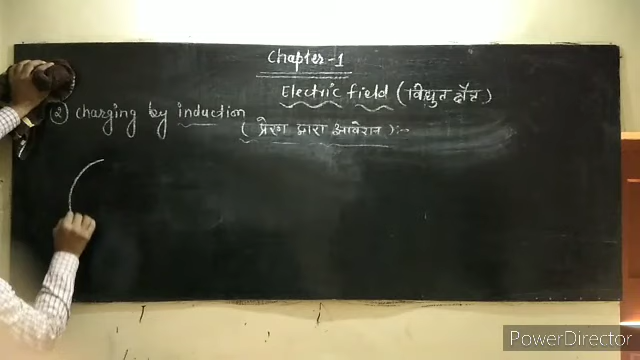 Chapter-1
Electric field (विद्युत क्षेत्र)
② Charging by induction
( प्रेरण द्वारा आवेशन ):-
PowerDirector